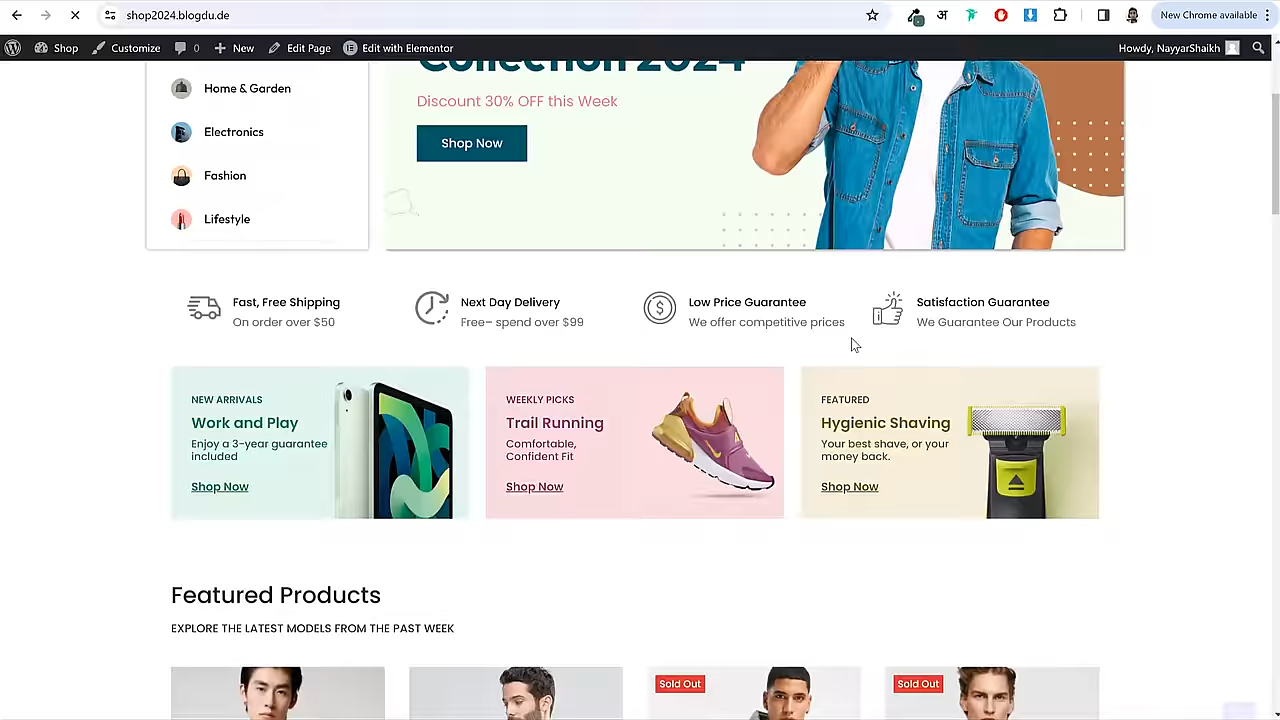 shop2024.blogdu.de
अ
New Chrome available
Shop
Customize
0
New
Edit Page
Edit with Elementor
Howdy, NayyarShaikh
Home & Garden
Electronics
Fashion
Lifestyle
Collection 2024
Discount 30% OFF this Week
Shop Now
Fast, Free Shipping
On order over $50
Next Day Delivery
Free– spend over $99
Low Price Guarantee
We offer competitive prices
Satisfaction Guarantee
We Guarantee Our Products
NEW ARRIVALS
Work and Play
Enjoy a 3-year guarantee
included
Shop Now
WEEKLY PICKS
Trail Running
Comfortable,
Confident Fit
Shop Now
FEATURED
Hygienic Shaving
Your best shave, or your
money back.
Shop Now
Featured Products
EXPLORE THE LATEST MODELS FROM THE PAST WEEK
Sold Out
Sold Out